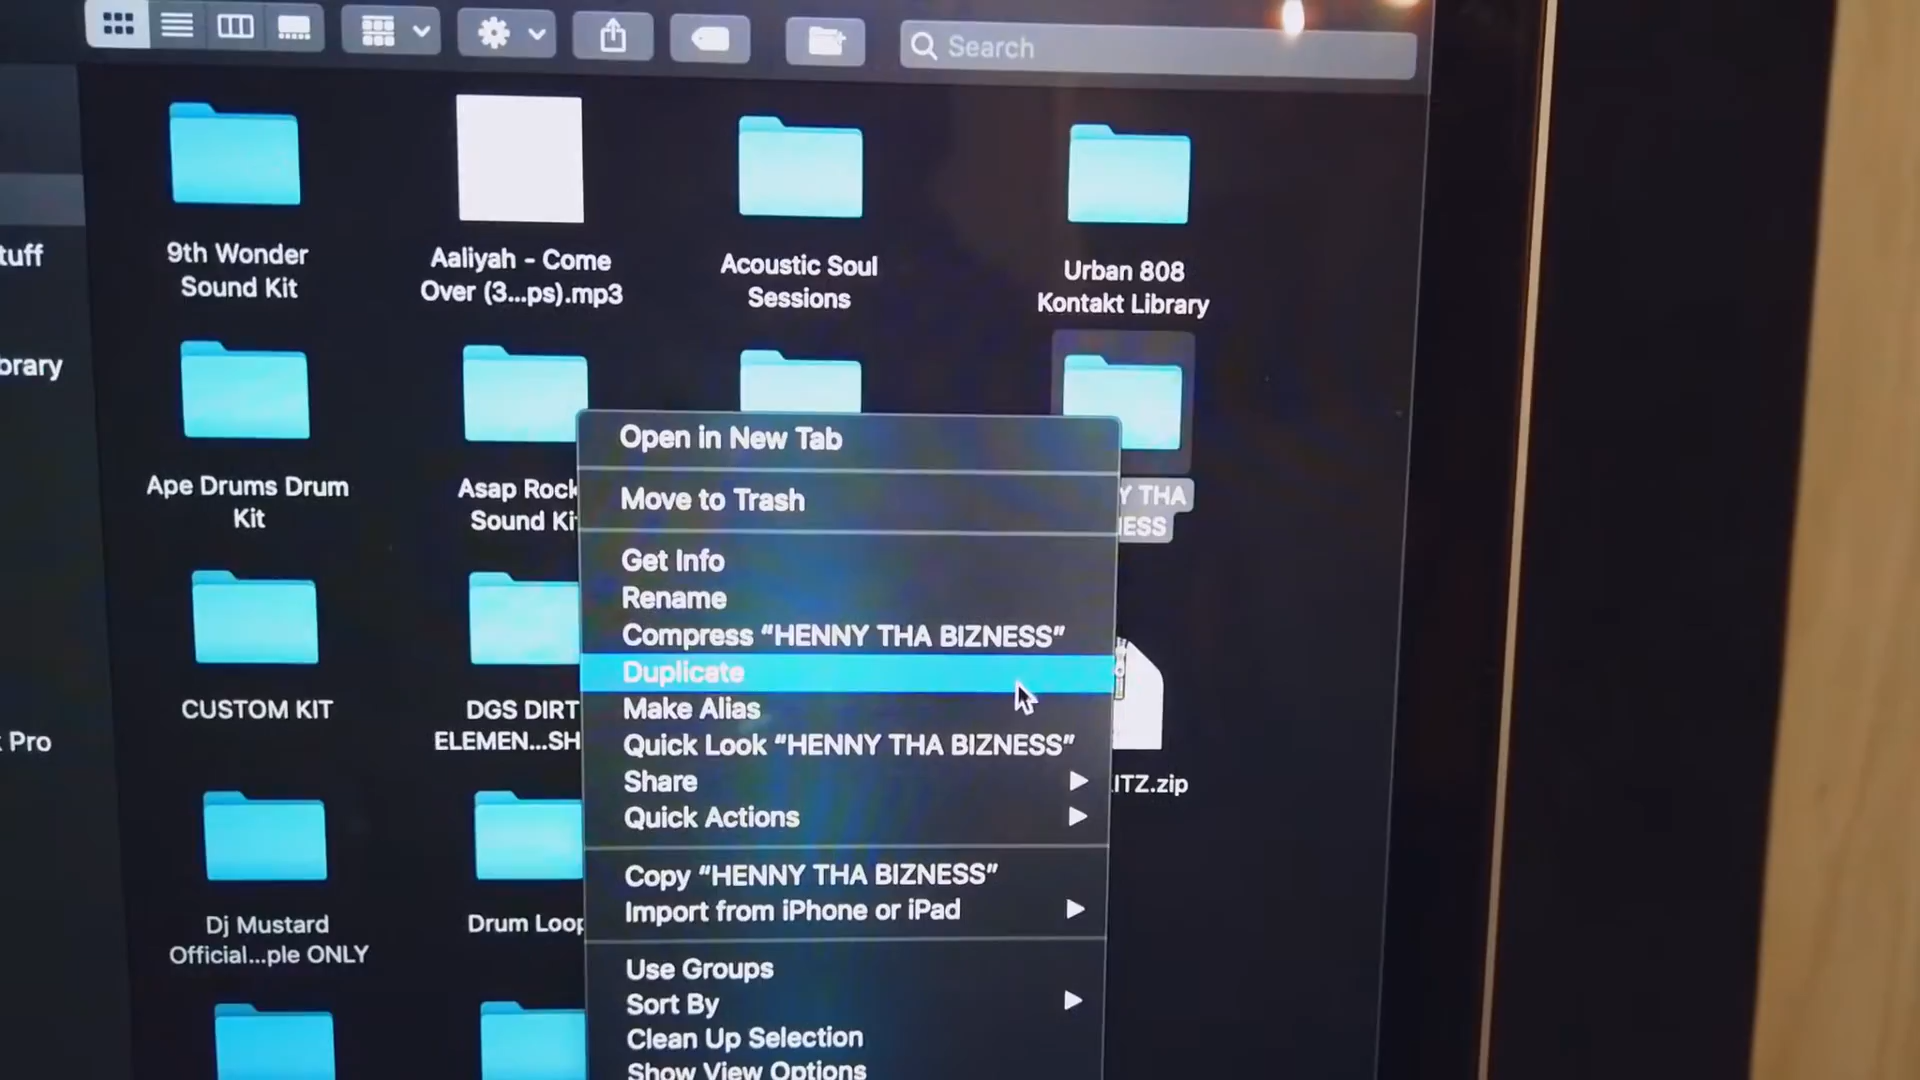 Search
9th Wonder
Sound Kit
Aaliyah - Come
Over (3...ps).mp3
Acoustic Soul
Sessions
Urban 808
Kontakt Library
tuff
brary
Pro
Ape Drums Drum
Kit
Asap Rock
Sound Ki
Y THA
NESS
CUSTOM KIT
DGS DIRT
ELEMEN...SH
ITZ.zip
Dj Mustard
Official...ple ONLY
Drum Loop
Open in New Tab
Move to Trash
Get Info
Rename
Compress “HENNY THA BIZNESS”
Duplicate
Make Alias
Quick Look “HENNY THA BIZNESS”
Share
Quick Actions
Copy “HENNY THA BIZNESS”
Import from iPhone or iPad
Use Groups
Sort By
Clean Up Selection
Show View Options